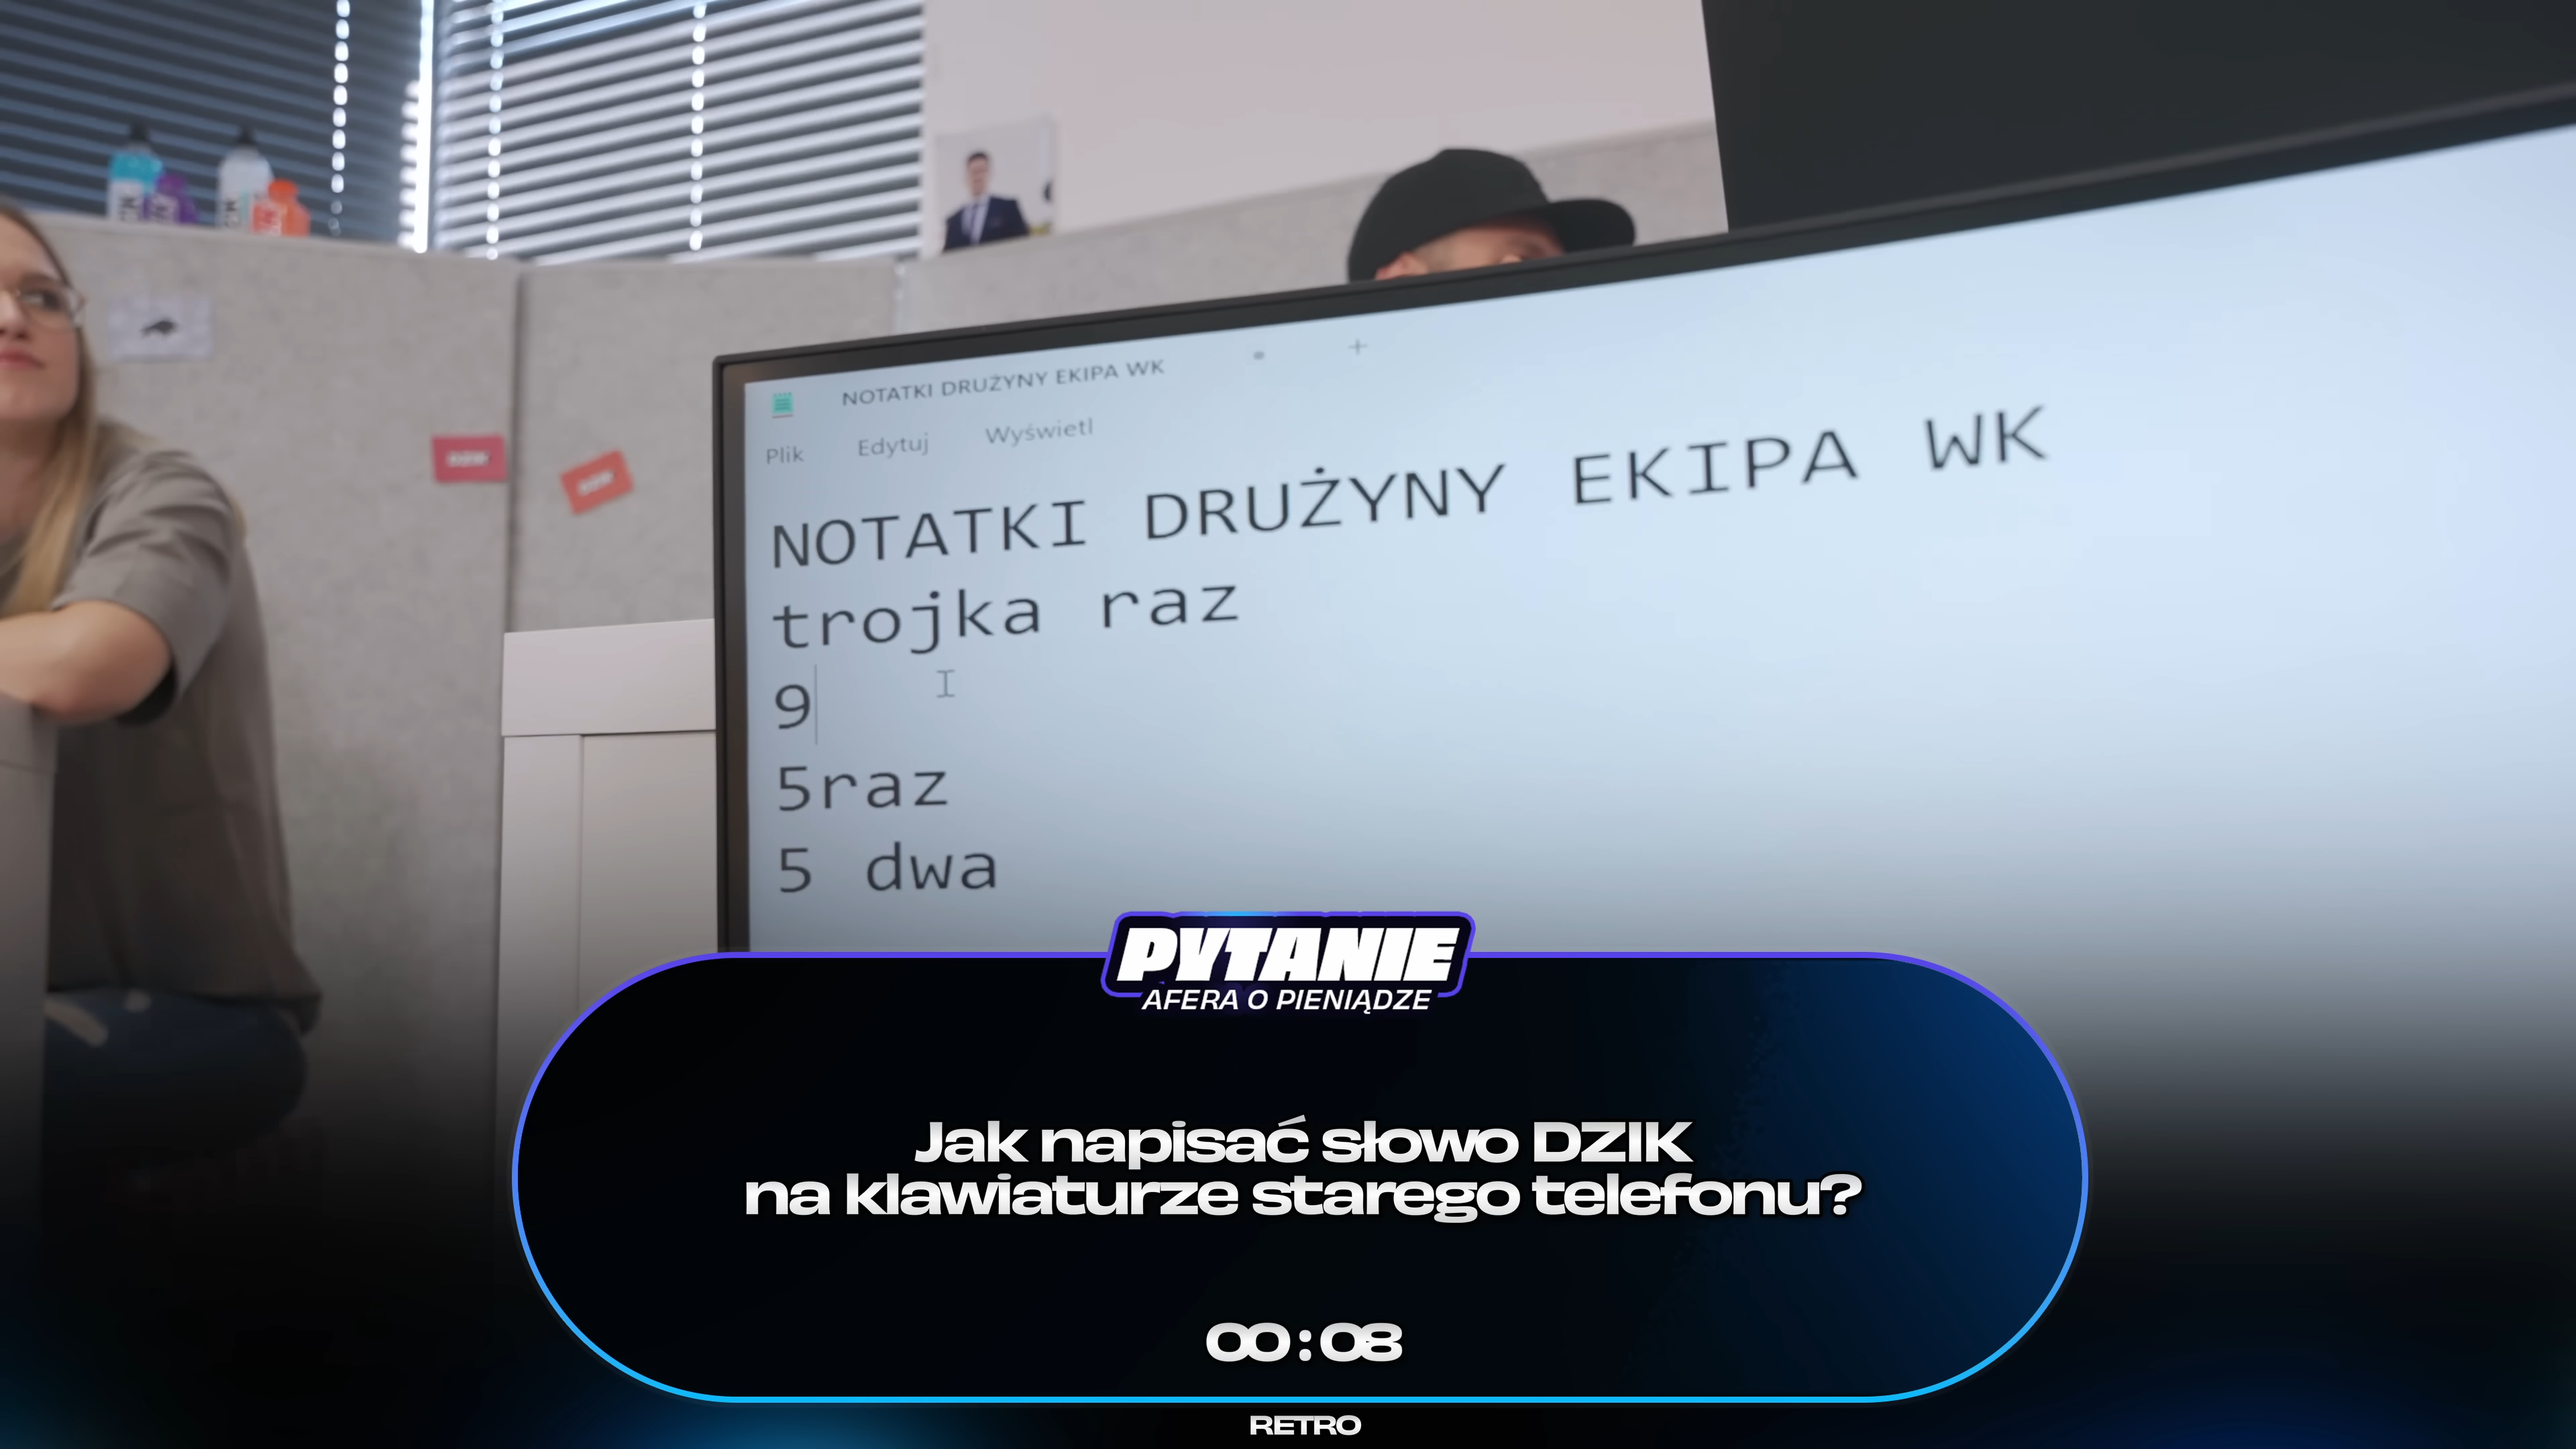 NOTATKI DRUŻYNY EKIPA WK
Plik Edytuj Wyświetl
NOTATKI DRUŻYNY EKIPA WK
trojka raz
9
5raz
5 dwa
PYTANIE
AFERA O PIENIĄDZE
Jak napisać słowo DZIK
na klawiaturze starego telefonu?
00:08
RETRO